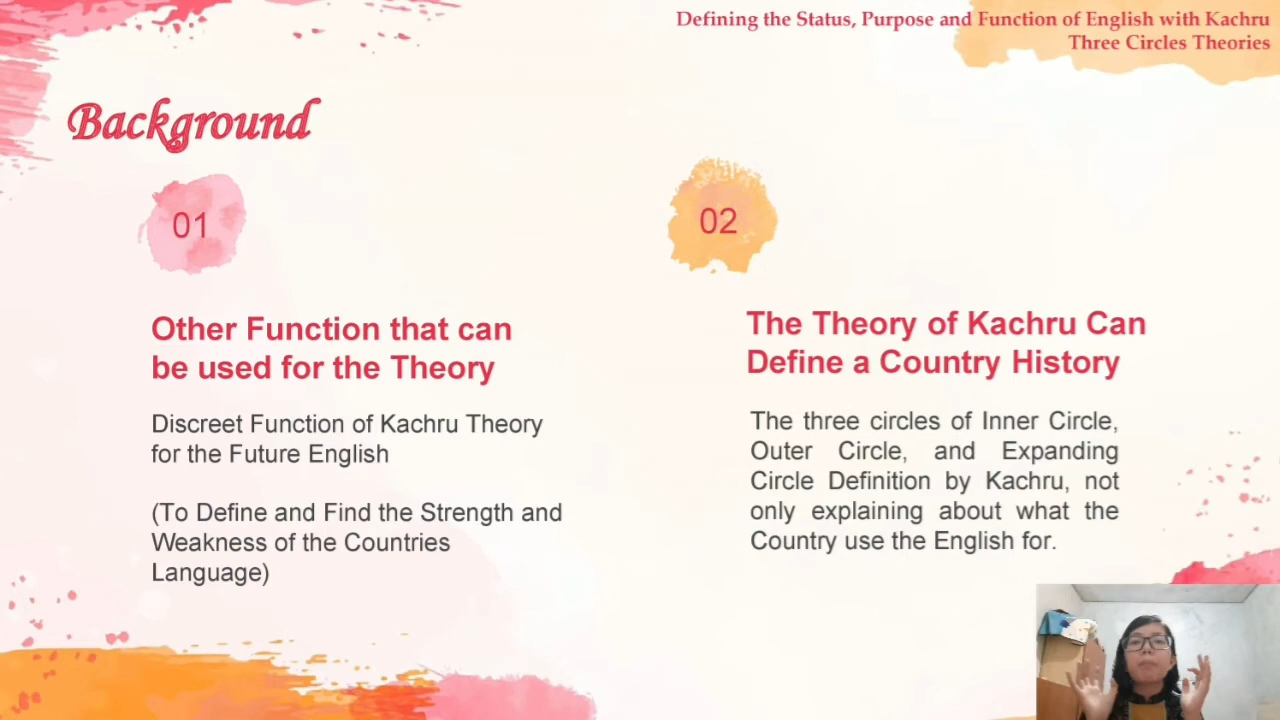 Defining the Status, Purpose and Function of English with Kachru
Three Circles Theories
Background
01
Other Function that can
be used for the Theory
Discreet Function of Kachru Theory
for the Future English
(To Define and Find the Strength and
Weakness of the Countries
Language)
02
The Theory of Kachru Can
Define a Country History
The three circles of Inner Circle,
Outer Circle, and Expanding
Circle Definition by Kachru, not
only explaining about what the
Country use the English for.